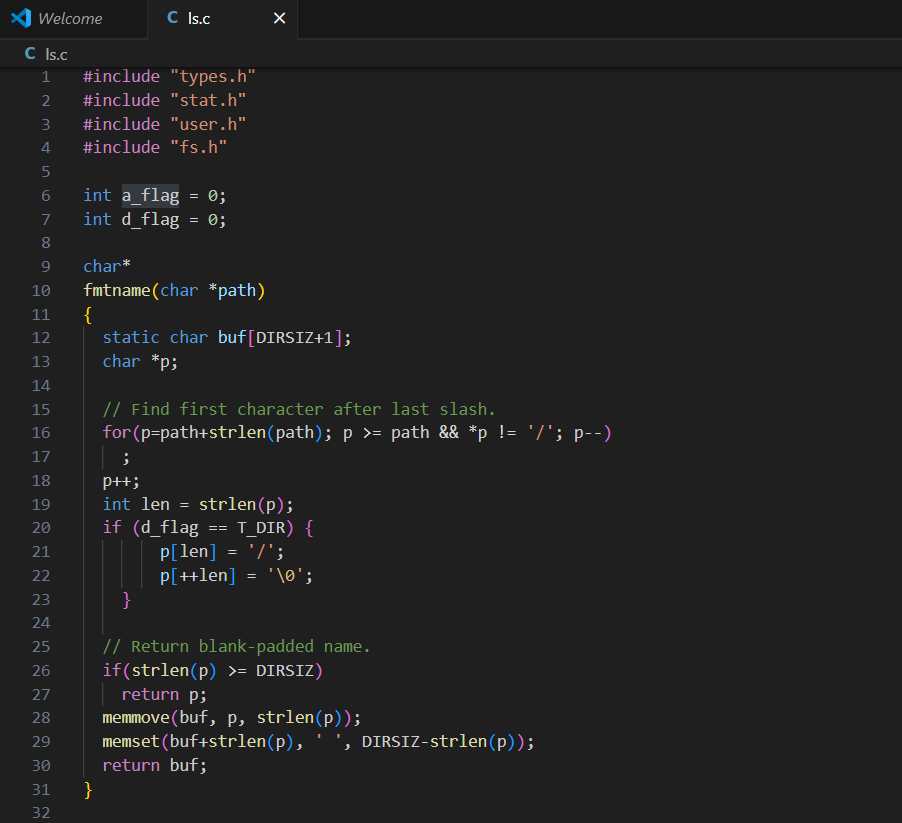 Welcome
C ls.c ×
C ls.c
1 #include "types.h"
2 #include "stat.h"
3 #include "user.h"
4 #include "fs.h"
5
6 int a_flag = 0;
7 int d_flag = 0;
8
9 char*
10 fmtname(char *path)
11 {
12   static char buf[DIRSIZ+1];
13   char *p;
14
15   // Find first character after last slash.
16   for(p=path+strlen(path); p >= path && *p != '/'; p--)
17     ;
18   p++;
19   int len = strlen(p);
20   if (d_flag == T_DIR) {
21         p[len] = '/';
22         p[++len] = '\0';
23     }
24
25   // Return blank-padded name.
26   if(strlen(p) >= DIRSIZ)
27     return p;
28   memmove(buf, p, strlen(p));
29   memset(buf+strlen(p), ' ', DIRSIZ-strlen(p));
30   return buf;
31 }
32